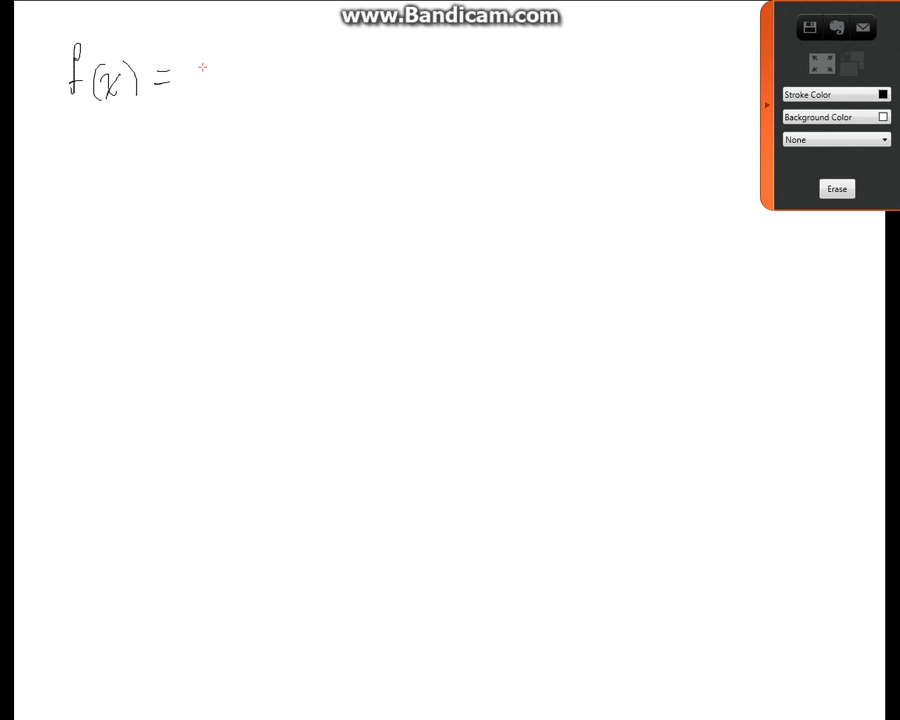 www.Bandicam.com
f(x) =
Stroke Color
Background Color
None
Erase